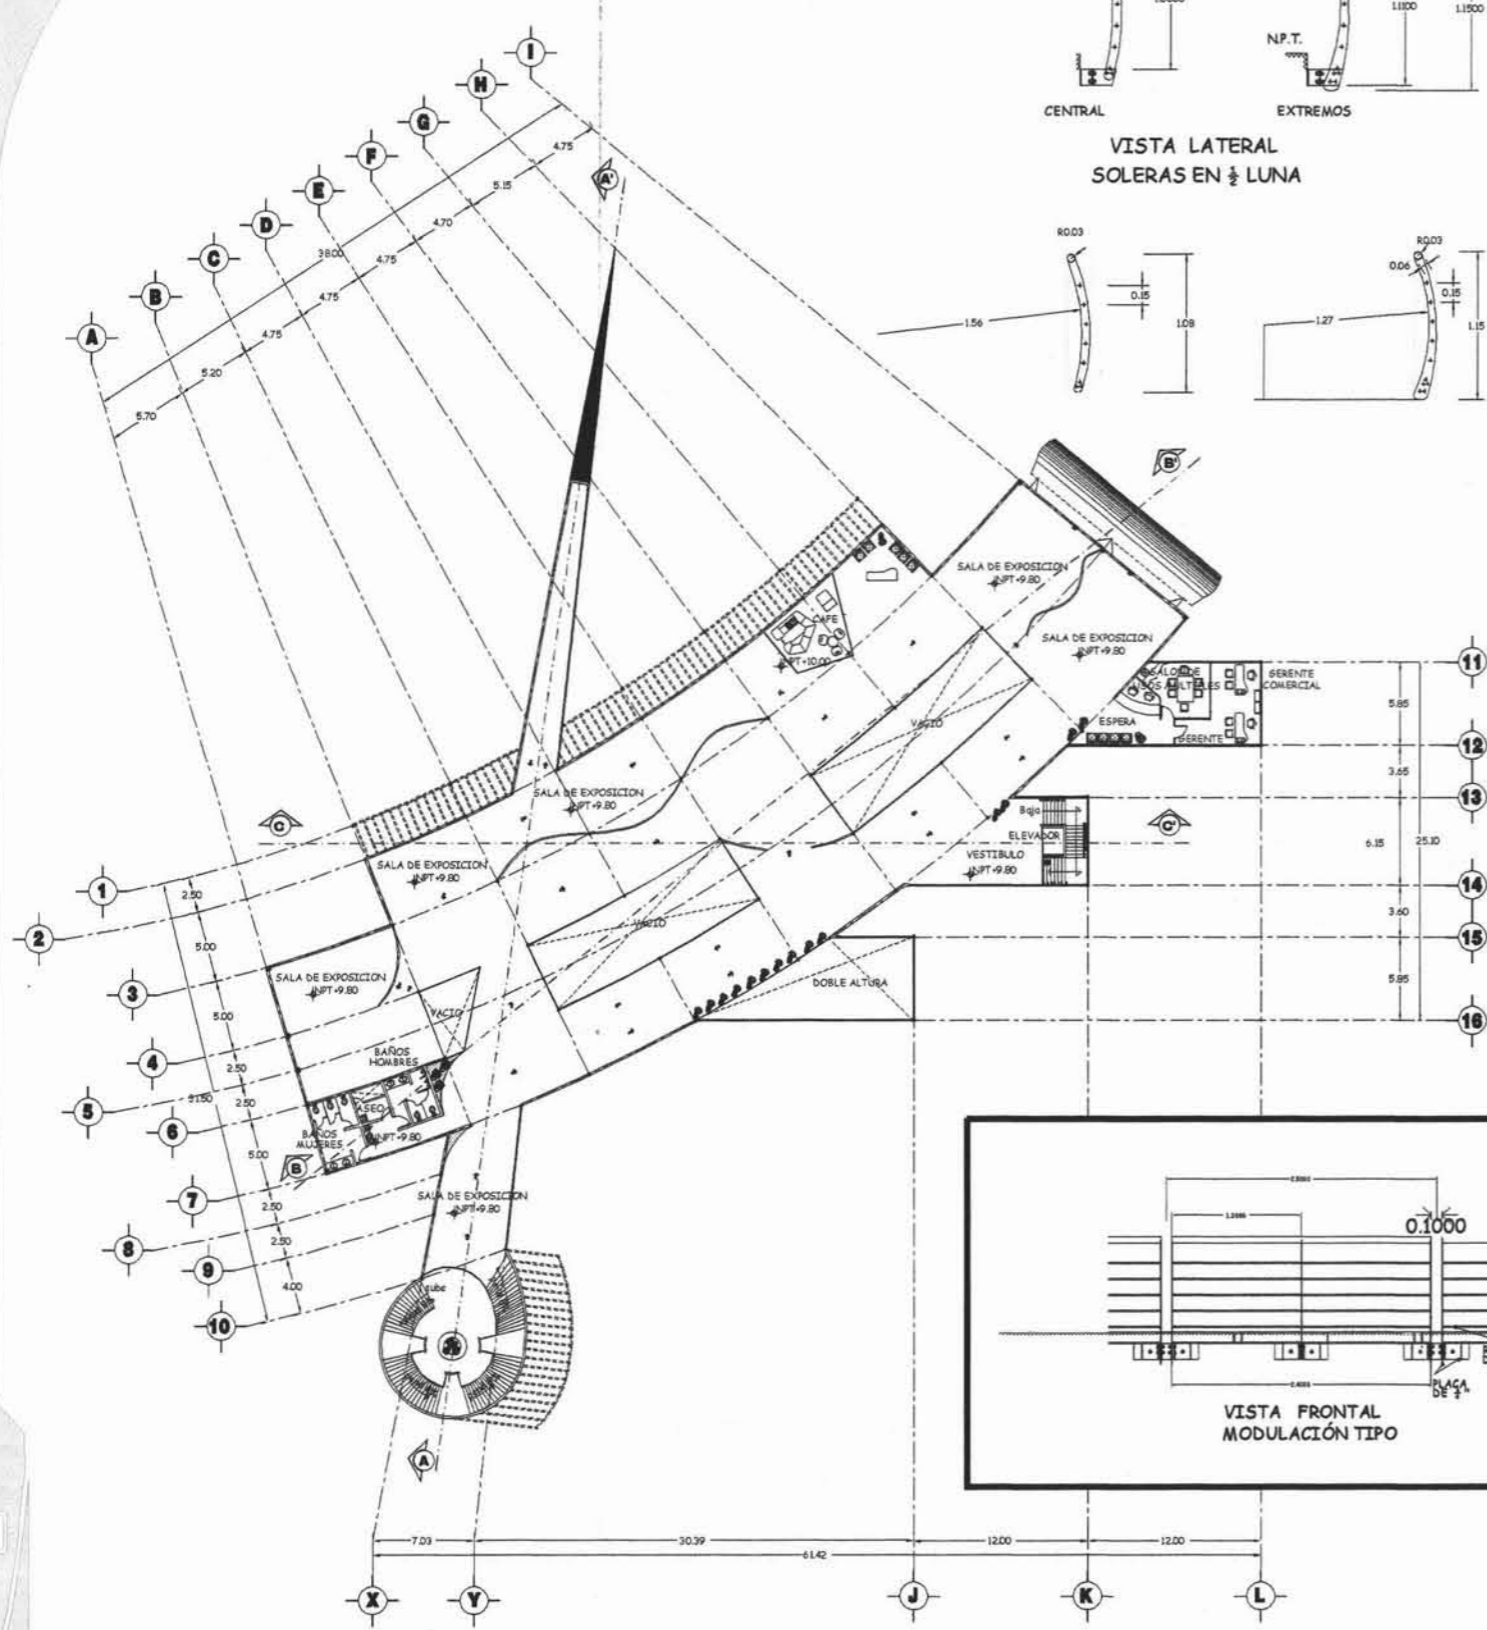 1.1100
1.1500
N.P.T.
CENTRAL
EXTREMOS
VISTA LATERAL
SOLERAS EN ½ LUNA
R0.03
0.15
1.56
1.08
R0.03
0.06
0.15
1.27
1.15
I
H
G
F
E
D
C
B
A
4.75
5.15
4.70
4.75
4.75
4.75
5.20
5.70
38.00
A'
B'
SALA DE EXPOSICION
NPT+9.80
SALA DE EXPOSICION
NPT+9.80
CAFE
NPT+10.00
SALON DE
USOS MULTIPLES
GERENTE
COMERCIAL
ESPERA
GERENTE
VACIO
SALA DE EXPOSICION
NPT+9.80
Baja
ELEVADOR
VESTIBULO
NPT+9.80
C
C'
SALA DE EXPOSICION
NPT+9.80
VACIO
SALA DE EXPOSICION
NPT+9.80
DOBLE ALTURA
VACIO
BAÑOS
HOMBRES
ASEO
BAÑOS
MUJERES
NPT+9.80
B
SALA DE EXPOSICION
NPT+9.80
sube
A
1
2
3
4
5
6
7
8
9
10
2.50
5.00
5.00
2.50
2.50
5.00
2.50
2.50
4.00
31.50
11
12
13
14
15
16
5.85
3.65
6.15
3.60
5.85
25.10
0.1000
PLACA
VISTA FRONTAL
MODULACIÓN TIPO
7.03
30.39
12.00
12.00
61.42
X
Y
J
K
L